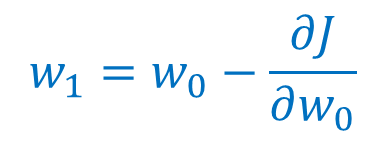 w₁ = w₀ − ∂J/∂w₀